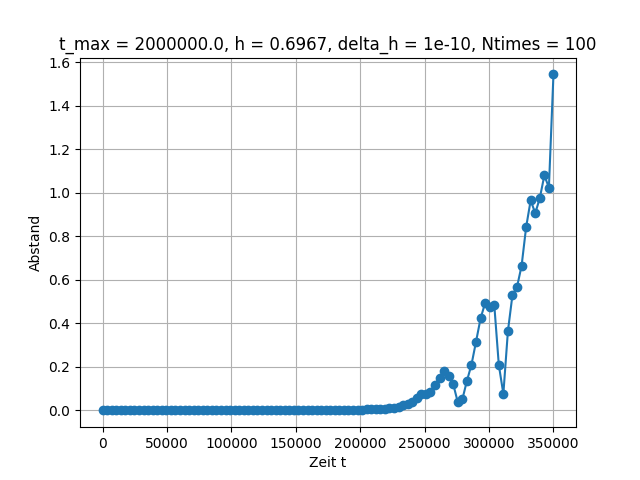 t_max = 2000000.0, h = 0.6967, delta_h = 1e-10, Ntimes = 100
1.6
1.4
1.2
1.0
0.8
0.6
0.4
0.2
0.0
Abstand
0 50000 100000 150000 200000 250000 300000 350000
Zeit t